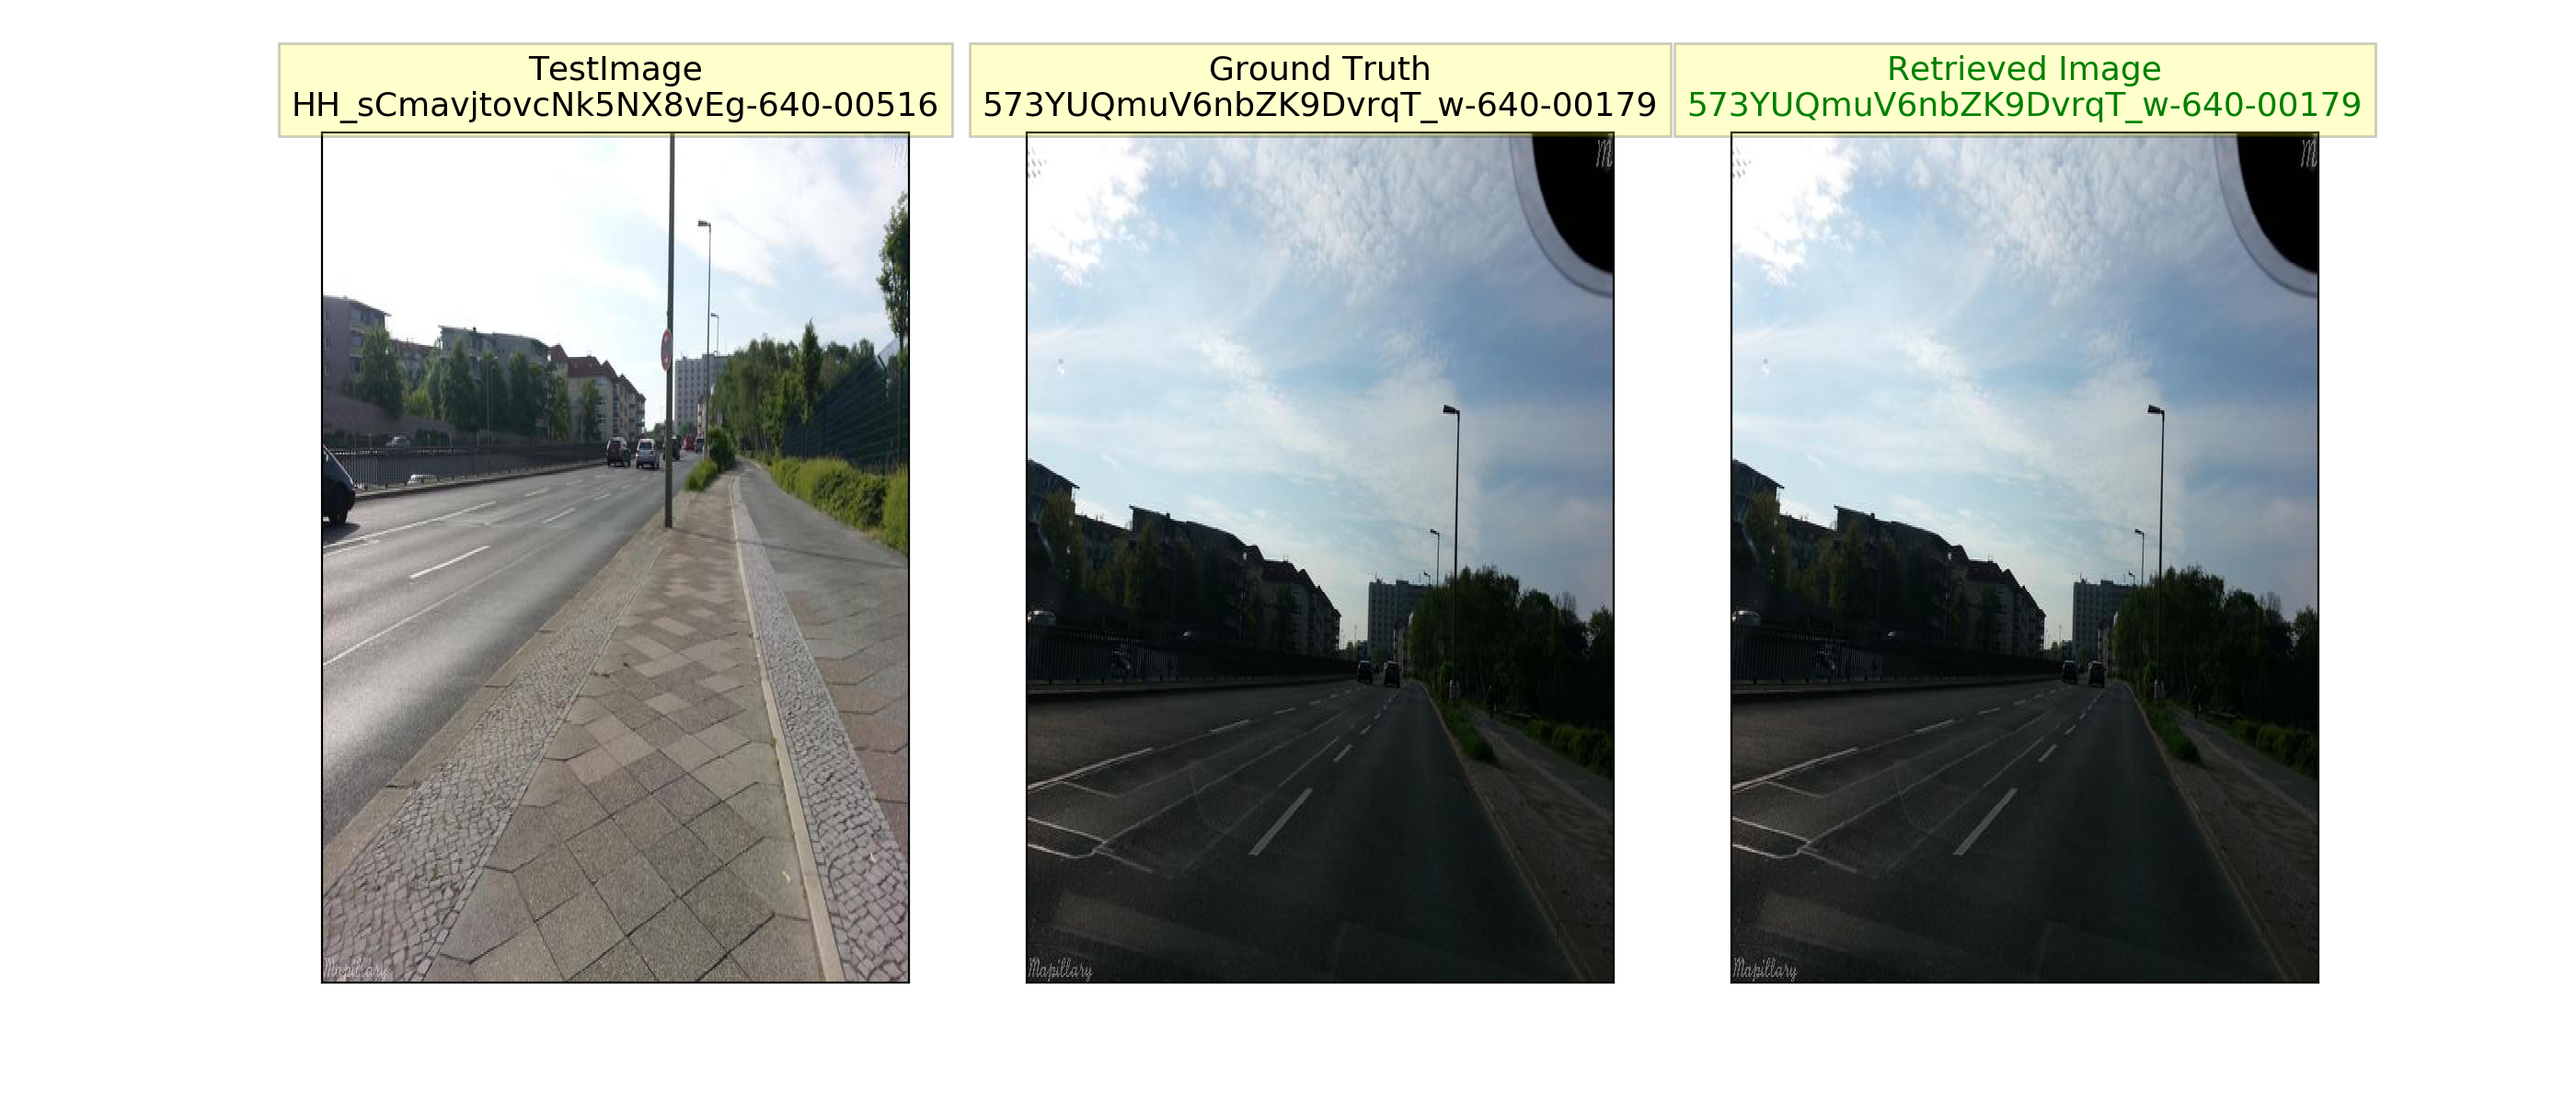 TestImage
HH_sCmavjtovcNk5NX8vEg-640-00516
Ground Truth
573YUQmuV6nbZK9DvrqT_w-640-00179
Retrieved Image
573YUQmuV6nbZK9DvrqT_w-640-00179
M
M
M
Mapillary
Mapillary
Mapillary